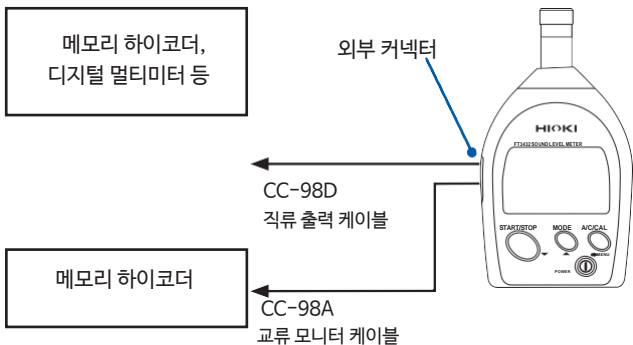 메모리 하이코더,
디지털 멀티미터 등
외부 커넥터
HIOKI
FT3432 SOUND LEVEL METER
CC-98D
직류 출력 케이블
START/STOP MODE A/C/CAL
MENU
POWER
메모리 하이코더
CC-98A
교류 모니터 케이블